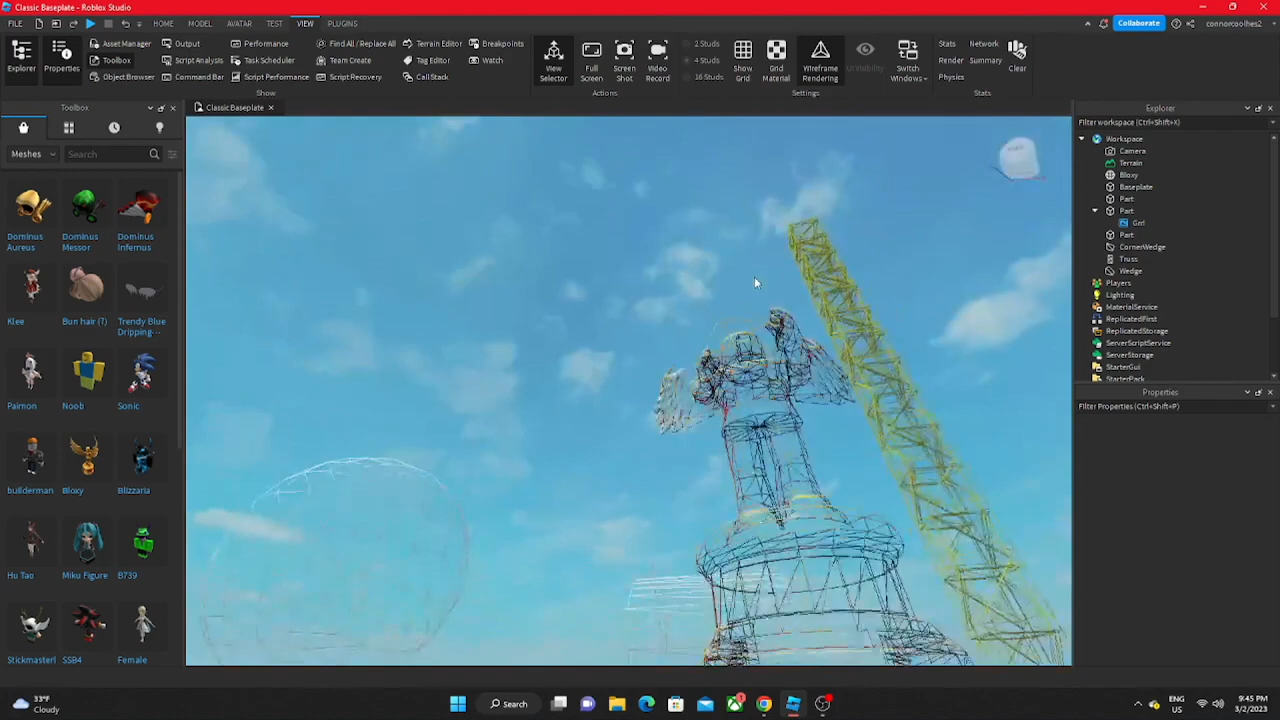 Classic Baseplate - Roblox Studio
FILE HOME MODEL AVATAR TEST VIEW PLUGINS
Collaborate connorcoolhes2
Explorer
Properties
Asset Manager Output Performance Find All / Replace All Terrain Editor Breakpoints
Toolbox Script Analysis Task Scheduler Team Create Tag Editor Watch
Object Browser Command Bar Script Performance Script Recovery Call Stack
Show
View Selector
Full Screen
Screen Shot
Video Record
Actions
2 Studs
4 Studs
16 Studs
Show Grid
Grid Material
Wireframe Rendering
UI Visibility
Switch Windows
Settings
Stats Network
Render Summary
Physics
Clear
Stats
Toolbox
Classic Baseplate
Meshes Search
Dominus Aureus
Dominus Messor
Dominus Infernus
Klee
Bun hair (?)
Trendy Blue Dripping...
Paimon
Noob
Sonic
builderman
Bloxy
Blizzaria
Hu Tao
Miku Figure
B739
Stickmasterl
SSB4
Female
Explorer
Filter workspace (Ctrl+Shift+X)
Workspace
Camera
Terrain
Bloxy
Baseplate
Part
Part
Part
CornerWedge
Truss
Wedge
Players
Lighting
MaterialService
ReplicatedFirst
ReplicatedStorage
ServerScriptService
ServerStorage
StarterGui
StarterPack
Properties
Filter Properties (Ctrl+Shift+P)
33°F
Cloudy
Search
1
ENG
US
9:45 PM
3/2/2023